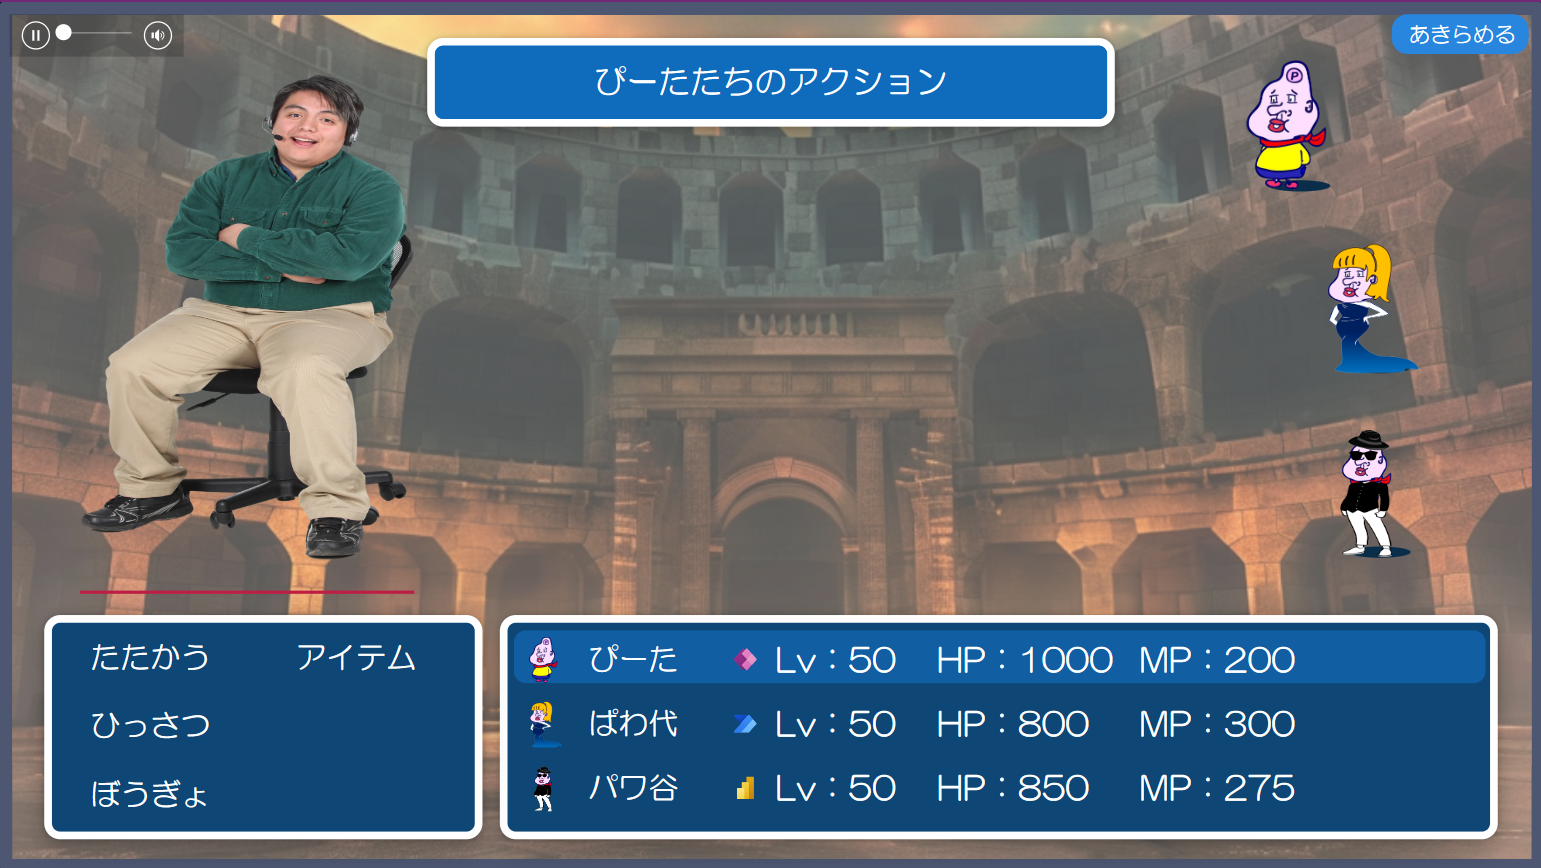 あきらめる
ぴーたたちのアクション
P
たたかう アイテム
ひっさつ
ぼうぎょ
ぴーた Lv：50 HP：1000 MP：200
ぱわ代 Lv：50 HP：800 MP：300
パワ谷 Lv：50 HP：850 MP：275